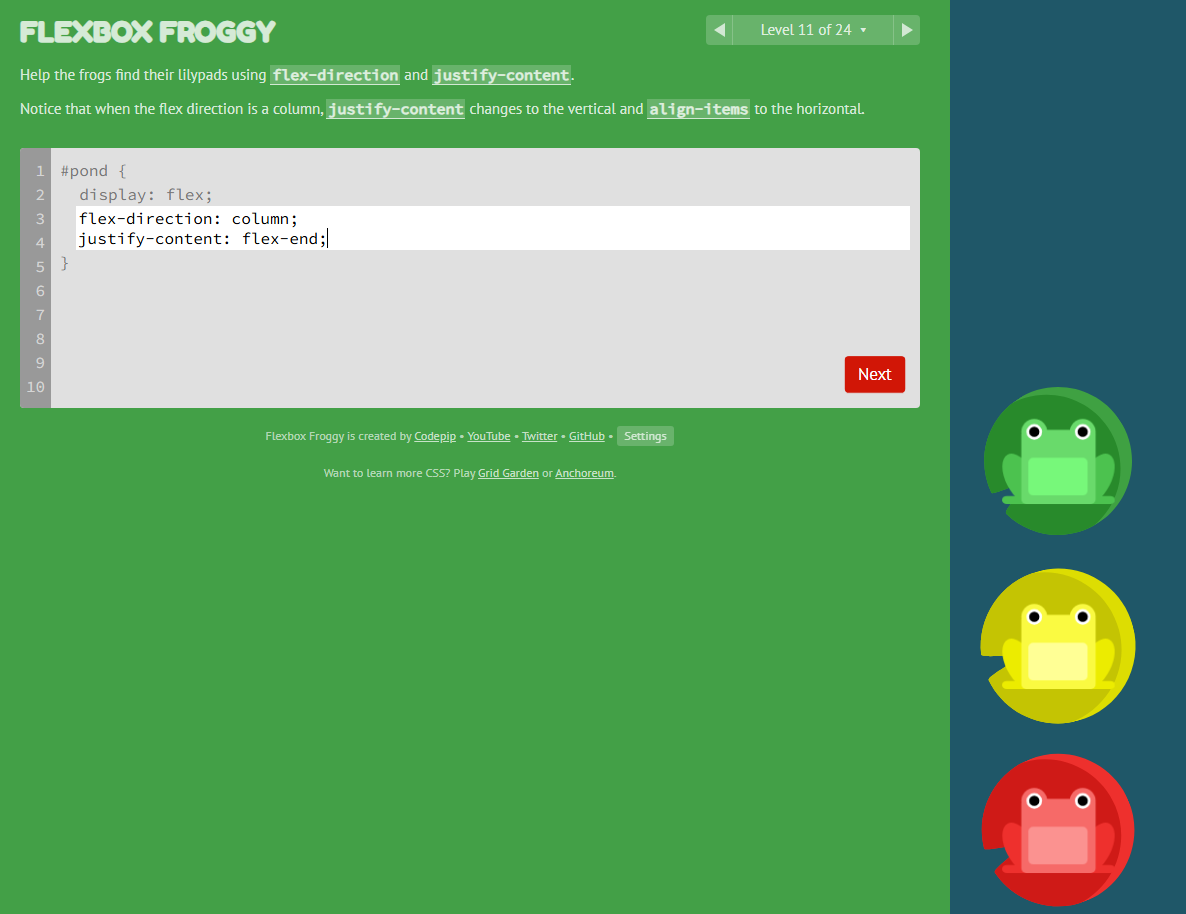 FLEXBOX FROGGY
Level 11 of 24
Help the frogs find their lilypads using flex-direction and justify-content.
Notice that when the flex direction is a column, justify-content changes to the vertical and align-items to the horizontal.
1 #pond {
2 display: flex;
3 flex-direction: column;
4 justify-content: flex-end;
5 }
6
7
8
9
10
Next
Flexbox Froggy is created by Codepip • YouTube • Twitter • GitHub • Settings
Want to learn more CSS? Play Grid Garden or Anchoreum.